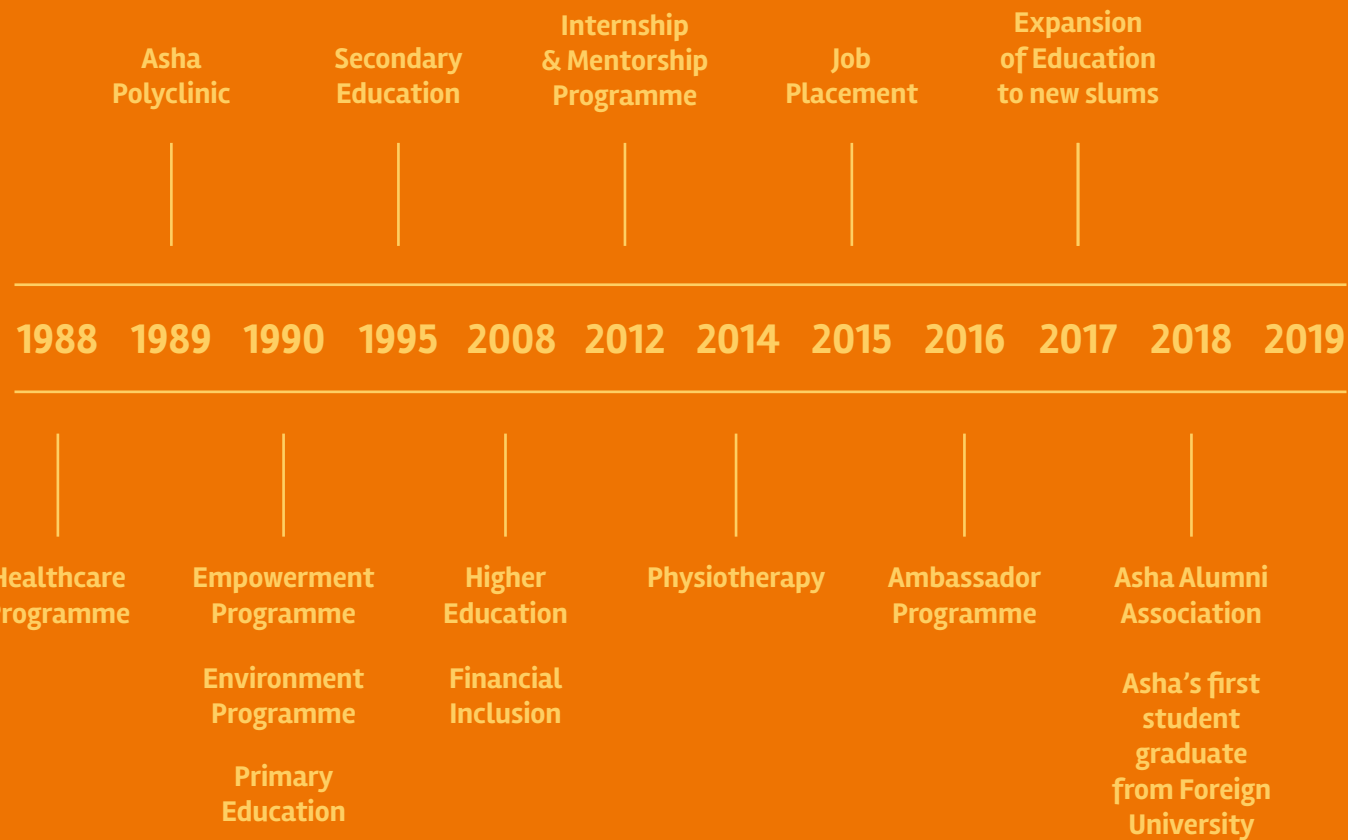 Asha
Polyclinic
Secondary
Education
Internship
& Mentorship
Programme
Job
Placement
Expansion
of Education
to new slums
1988 1989 1990 1995 2008 2012 2014 2015 2016 2017 2018 2019
Healthcare
Programme
Empowerment
Programme
Environment
Programme
Primary
Education
Higher
Education
Financial
Inclusion
Physiotherapy
Ambassador
Programme
Asha Alumni
Association
Asha’s first
student
graduate
from Foreign
University